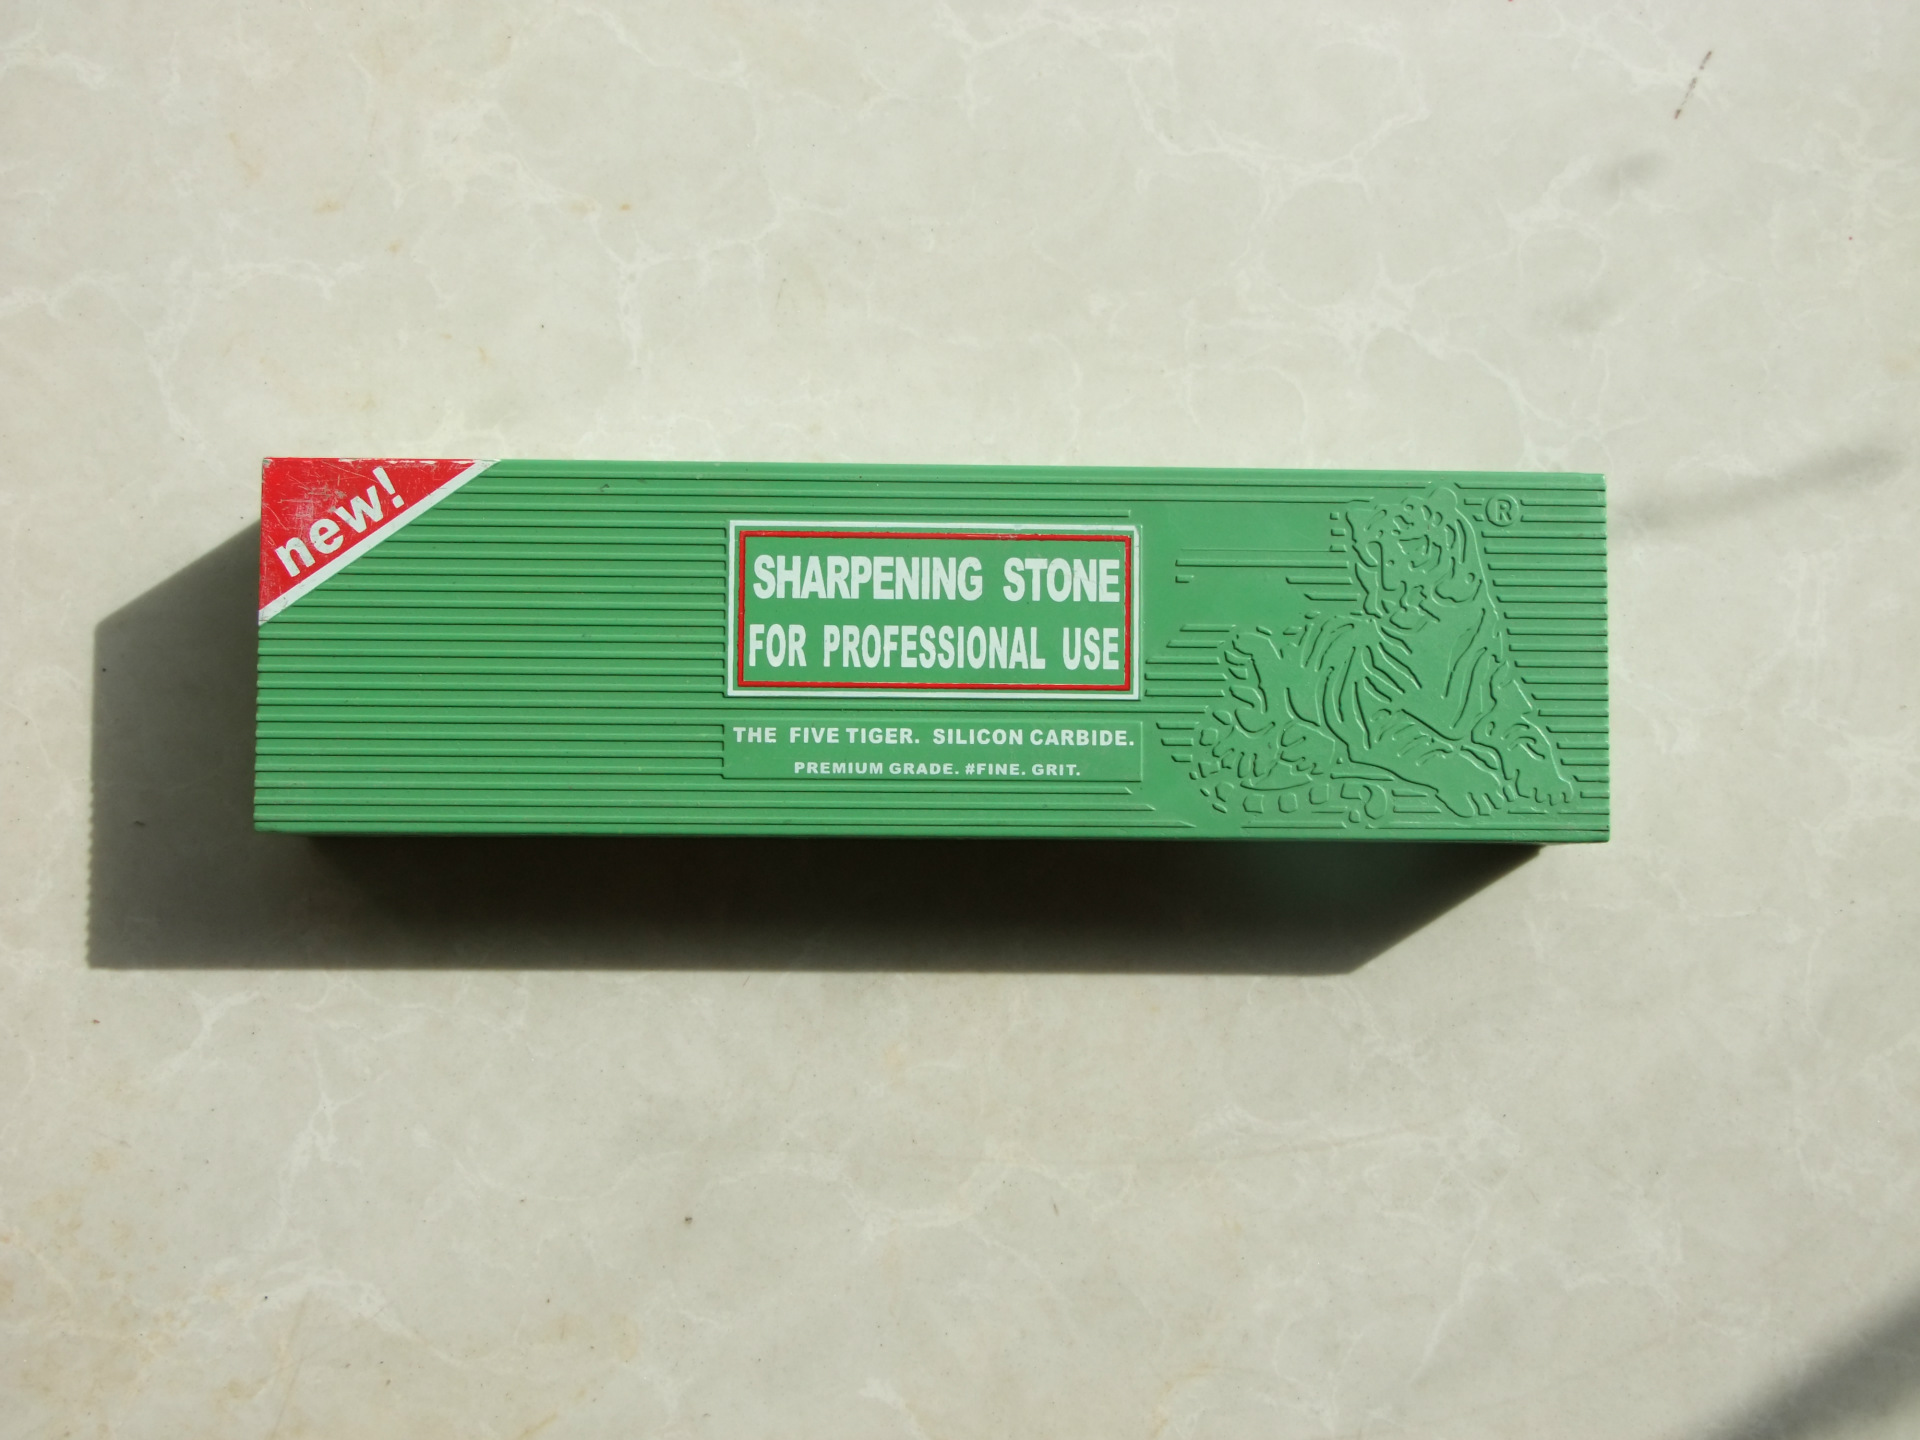 new!
®
SHARPENING STONE
FOR PROFESSIONAL USE
THE FIVE TIGER. SILICON CARBIDE.
PREMIUM GRADE. #FINE. GRIT.